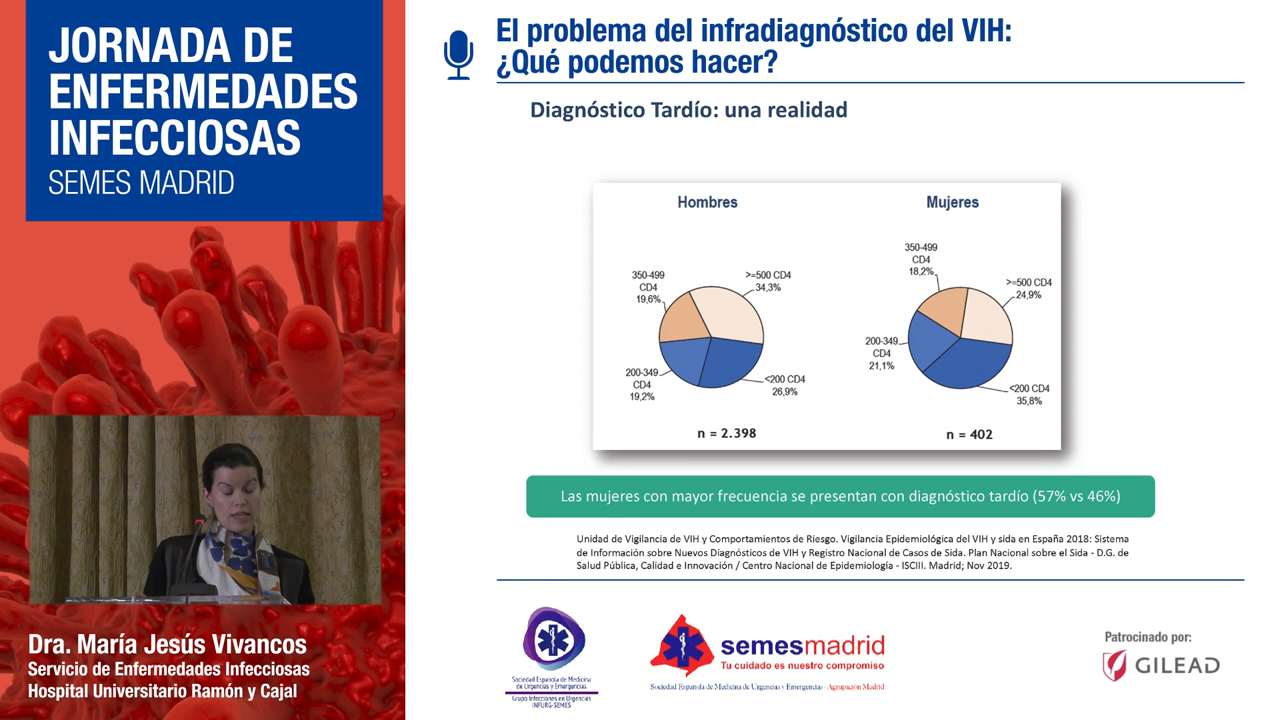 JORNADA DE
ENFERMEDADES
INFECCIOSAS
SEMES MADRID
El problema del infradiagnóstico del VIH:
¿Qué podemos hacer?
Diagnóstico Tardío: una realidad
Hombres
350-499
CD4
19,6%
>=500 CD4
34,3%
200-349
CD4
19,2%
<200 CD4
26,9%
n = 2.398
Mujeres
350-499
CD4
18,2%
>=500 CD4
24,9%
200-349
CD4
21,1%
<200 CD4
35,8%
n = 402
Las mujeres con mayor frecuencia se presentan con diagnóstico tardío (57% vs 46%)
Unidad de Vigilancia de VIH y Comportamientos de Riesgo. Vigilancia Epidemiológica del VIH y sida en España 2018: Sistema
de Información sobre Nuevos Diagnósticos de VIH y Registro Nacional de Casos de Sida. Plan Nacional sobre el Sida - D.G. de
Salud Pública, Calidad e Innovación / Centro Nacional de Epidemiología - ISCIII. Madrid; Nov 2019.
Dra. María Jesús Vivancos
Servicio de Enfermedades Infecciosas
Hospital Universitario Ramón y Cajal
Sociedad Española de Medicina
de Urgencias y Emergencias
Grupo Infecciones en Urgencias
INFURG-SEMES
semesmadrid
Tu cuidado es nuestro compromiso
Sociedad Española de Medicina de Urgencias y Emergencias - Agrupación Madrid
Patrocinado por:
GILEAD